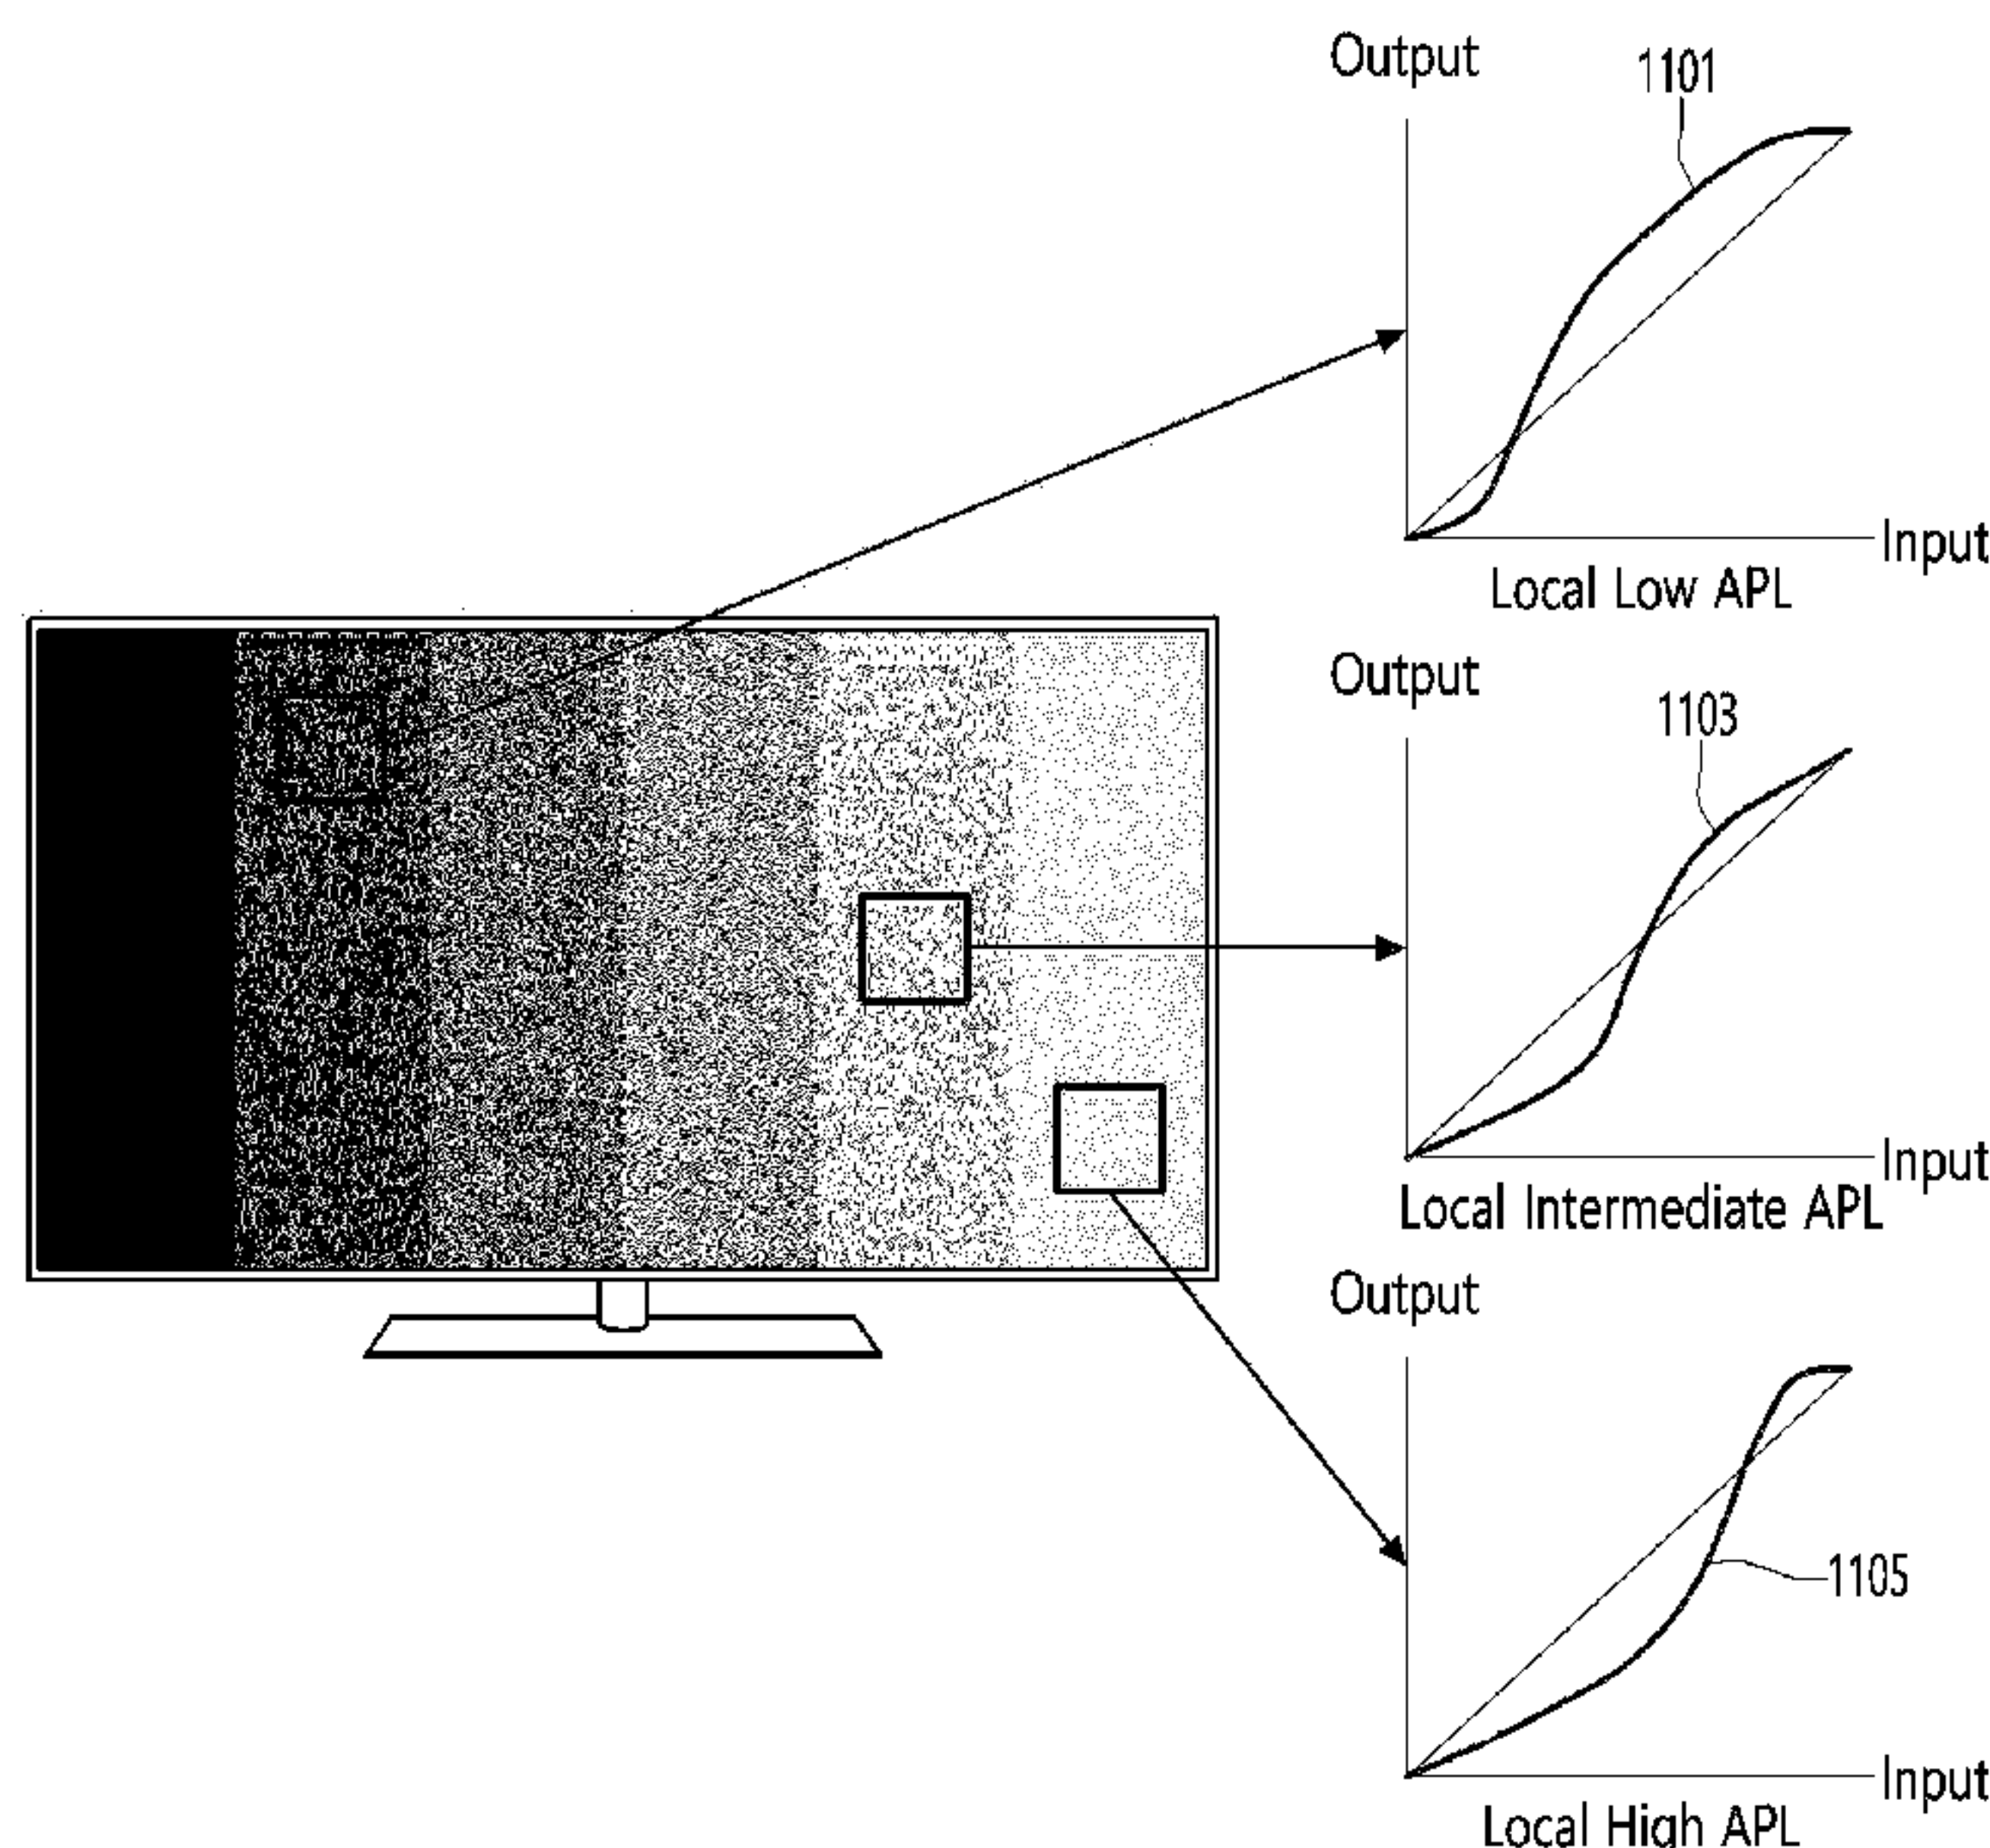 Output
1101
Input
Local Low APL
Output
1103
Input
Local Intermediate APL
Output
1105
Input
Local High APL